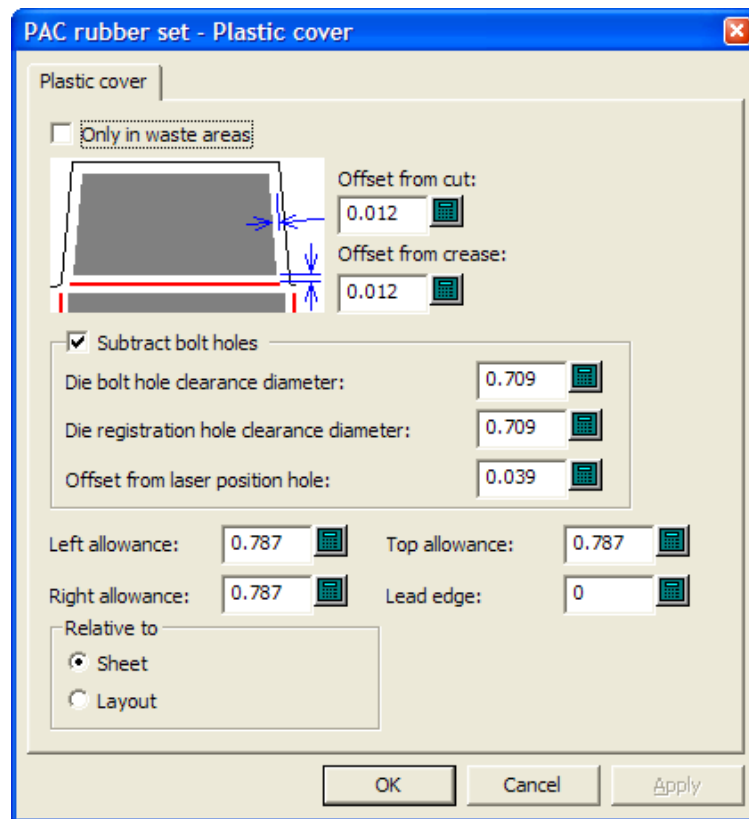 PAC rubber set - Plastic cover
Plastic cover
Only in waste areas
Offset from cut:
0.012
Offset from crease:
0.012
Subtract bolt holes
Die bolt hole clearance diameter: 0.709
Die registration hole clearance diameter: 0.709
Offset from laser position hole: 0.039
Left allowance: 0.787 Top allowance: 0.787
Right allowance: 0.787 Lead edge: 0
Relative to
Sheet
Layout
OK Cancel Apply